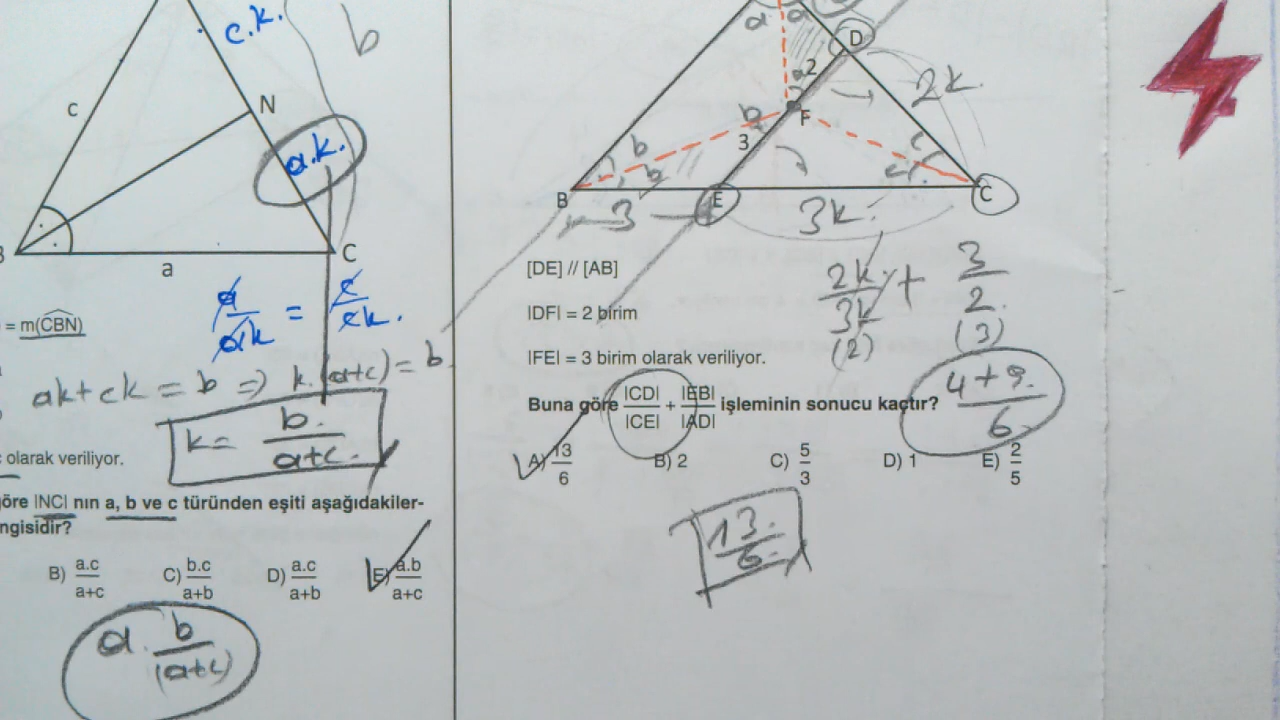 c.k.
b
c
N
a.k.
B
C
a
a/ak = c/ck.
= m(CBN)
ak+ck = b => k.(a+c) = b
k = b/a+c.
olarak veriliyor.
göre |NC| nın a, b ve c türünden eşiti aşağıdakiler-
ngisidir?
B) a.c/a+c C) b.c/a+b D) a.c/a+b E) a.b/a+c
a. b/(a+c)
a a
D
2
a
2k.
b
F
3
b
b
c
c
B
E
C
3
3k.
[DE] // [AB]
|DF| = 2 birim
|FE| = 3 birim olarak veriliyor.
2k/3k + 3/2.
(2) (3)
4+9./6
Buna göre |CD|/|CE| + |EB|/|AD| işleminin sonucu kaçtır?
A) 13/6 B) 2 C) 5/3 D) 1 E) 2/5
13./6